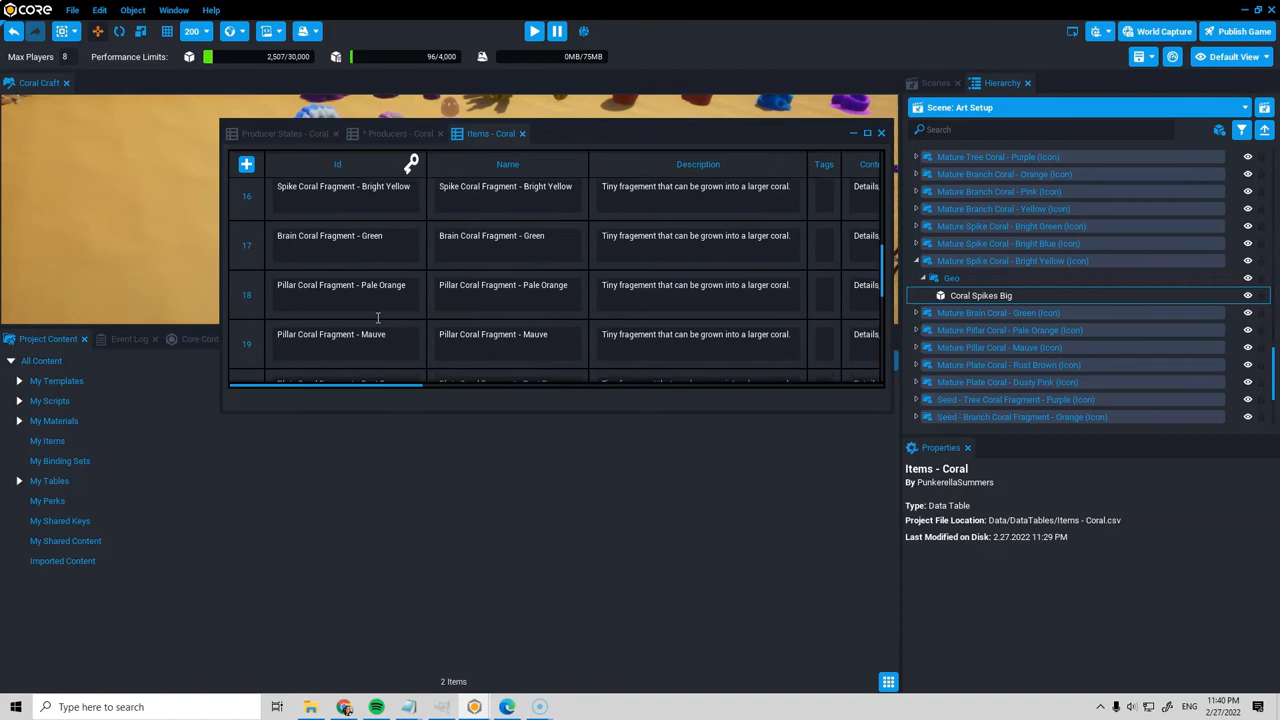 CORE File Edit Object Window Help
200 World Capture Publish Game
Max Players 8 Performance Limits: 2,507/30,000 96/4,000 0MB/75MB Default View
Coral Craft Scenes Hierarchy
Scene: Art Setup
Search
Producer States - Coral * Producers - Coral Items - Coral
Id Name Description Tags Conte
16 Spike Coral Fragment - Bright Yellow Spike Coral Fragment - Bright Yellow Tiny fragement that can be grown into a larger coral. Details,
17 Brain Coral Fragment - Green Brain Coral Fragment - Green Tiny fragement that can be grown into a larger coral. Details,
18 Pillar Coral Fragment - Pale Orange Pillar Coral Fragment - Pale Orange Tiny fragement that can be grown into a larger coral. Details,
19 Pillar Coral Fragment - Mauve Pillar Coral Fragment - Mauve Tiny fragement that can be grown into a larger coral. Details,
Mature Tree Coral - Purple (Icon)
Mature Branch Coral - Orange (Icon)
Mature Branch Coral - Pink (Icon)
Mature Branch Coral - Yellow (Icon)
Mature Spike Coral - Bright Green (Icon)
Mature Spike Coral - Bright Blue (Icon)
Mature Spike Coral - Bright Yellow (Icon)
Geo
Coral Spikes Big
Mature Brain Coral - Green (Icon)
Mature Pillar Coral - Pale Orange (Icon)
Mature Pillar Coral - Mauve (Icon)
Mature Plate Coral - Rust Brown (Icon)
Mature Plate Coral - Dusty Pink (Icon)
Seed - Tree Coral Fragment - Purple (Icon)
Seed - Branch Coral Fragment - Orange (Icon)
Project Content Event Log Core Cont
All Content
My Templates
My Scripts
My Materials
My Items
My Binding Sets
My Tables
My Perks
My Shared Keys
My Shared Content
Imported Content
2 Items
Properties
Items - Coral
By PunkerellaSummers
Type: Data Table
Project File Location: Data/DataTables/Items - Coral.csv
Last Modified on Disk: 2.27.2022 11:29 PM
Type here to search
ENG
11:40 PM
2/27/2022